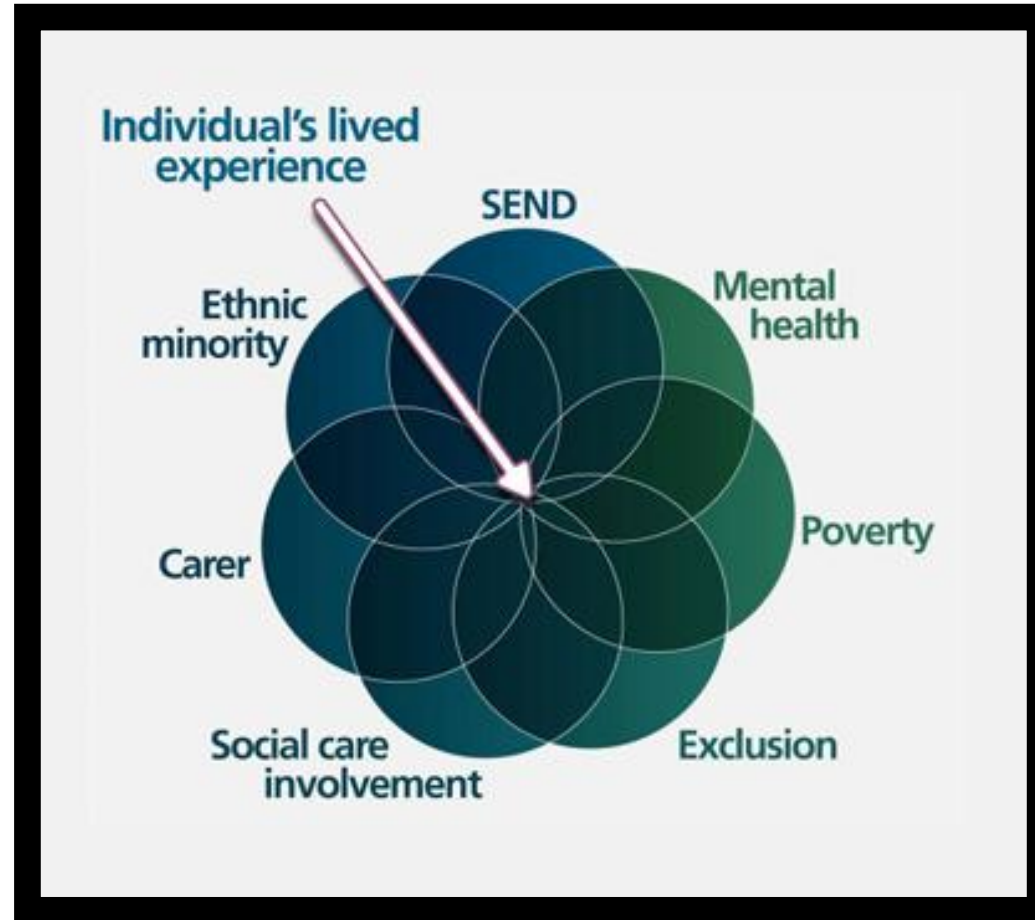 Individual's lived
experience
SEND
Mental
health
Ethnic
minority
Poverty
Carer
Exclusion
Social care
involvement